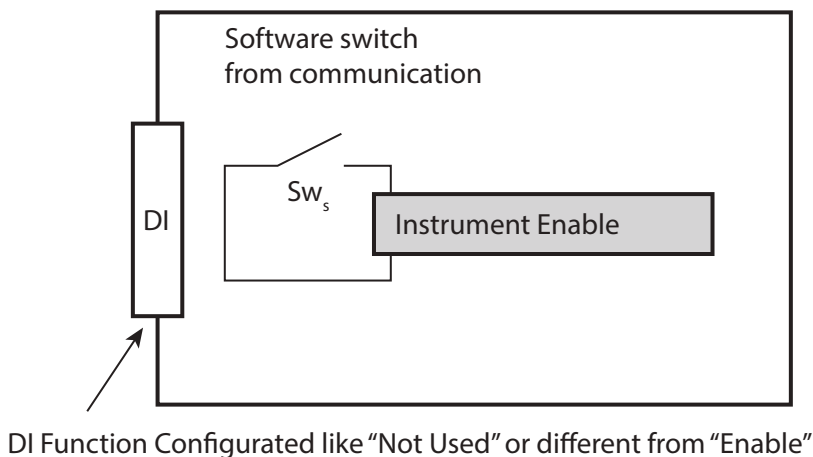 Software switch
from communication
Sws
DI
Instrument Enable
DI Function Configurated like “Not Used” or different from “Enable”